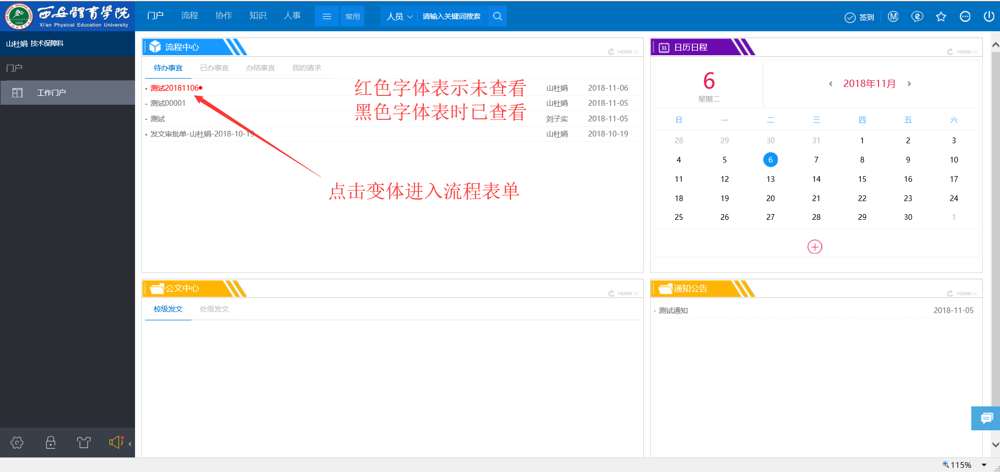 西安體育學院
Xi'an Physical Education University
门户 流程 协作 知识 人事 常用 人员 请输入关键词搜索 签到
山杜娟 技术保障科
门户
工作门户
流程中心
MORE >>
待办事宜 已办事宜 办结事宜 我的请求
测试20181106 山杜娟 2018-11-06
测试00001 山杜娟 2018-11-05
测试 刘子实 2018-11-05
发文审批单-山杜娟-2018-10-19 山杜娟 2018-10-19
红色字体表示未查看
黑色字体表时已查看
点击变体进入流程表单
11 日历日程
MORE >>
6
星期二
2018年11月
日 一 二 三 四 五 六
28 29 30 31 1 2 3
4 5 6 7 8 9 10
11 12 13 14 15 16 17
18 19 20 21 22 23 24
25 26 27 28 29 30 1
公文中心
MORE >>
校级发文 处级发文
通知公告
MORE >>
测试通知 2018-11-05
115%